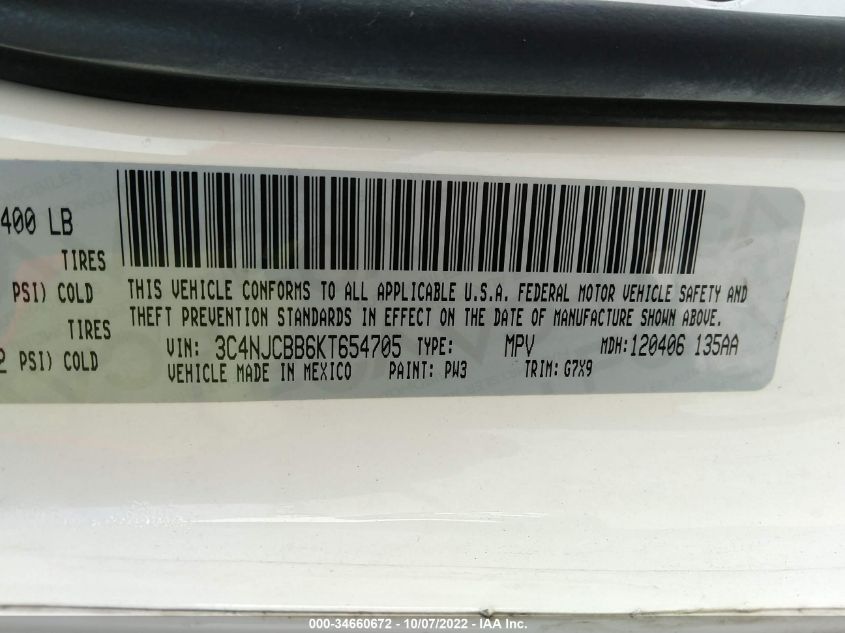 400 LB
TIRES
PSI) COLD
TIRES
PSI) COLD
THIS VEHICLE CONFORMS TO ALL APPLICABLE U.S.A. FEDERAL MOTOR VEHICLE SAFETY AND
THEFT PREVENTION STANDARDS IN EFFECT ON THE DATE OF MANUFACTURE SHOWN ABOVE.
VIN: 3C4NJCBB6KT654705 TYPE: MPV MDH:120406 135AA
VEHICLE MADE IN MEXICO PAINT: PW3 TRIM: G7X9
000-34660672 - 10/07/2022 - IAA Inc.